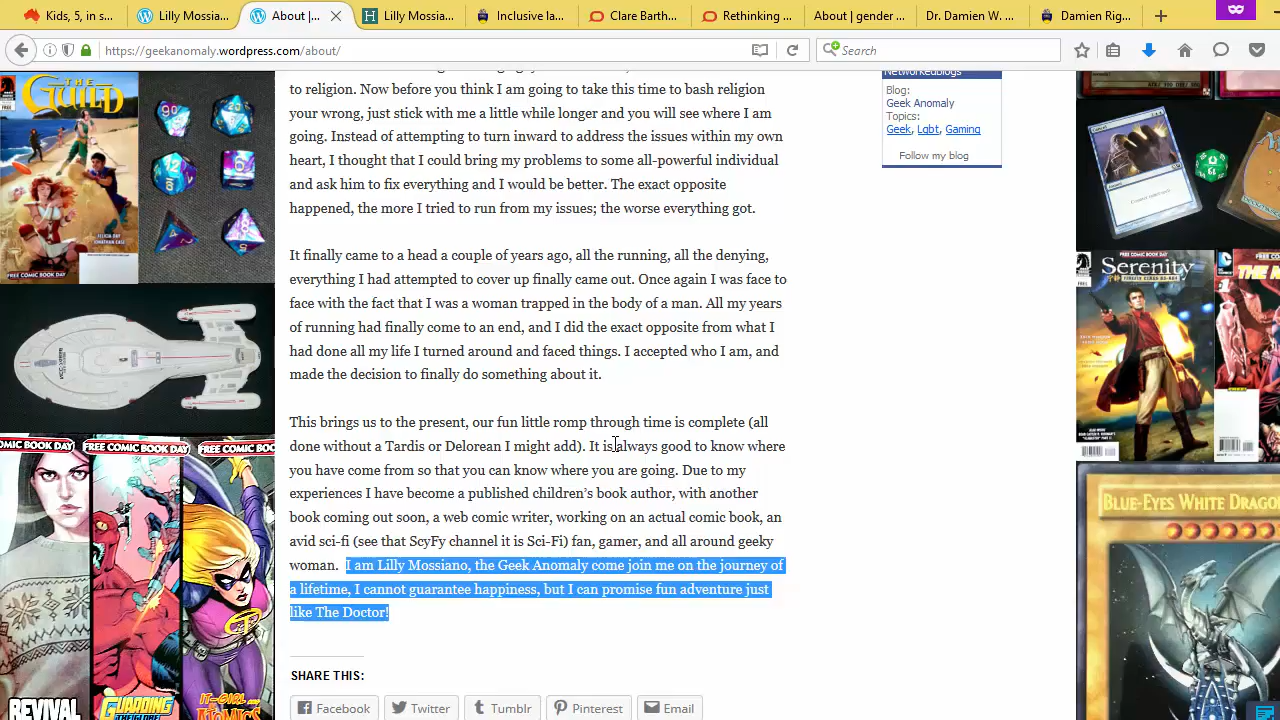 Kids, 5, in s...
Lilly Mossia...
About |
Lilly Mossia...
Inclusive la...
Clare Barth...
Rethinking ...
About | gender
Dr. Damien W. ...
Damien Rig...
https://geekanomaly.wordpress.com/about/
Search
to religion. Now before you think I am going to take this time to bash religion
your wrong, just stick with me a little while longer and you will see where I am
going. Instead of attempting to turn inward to address the issues within my own
heart, I thought that I could bring my problems to some all-powerful individual
and ask him to fix everything and I would be better. The exact opposite
happened, the more I tried to run from my issues; the worse everything got.
It finally came to a head a couple of years ago, all the running, all the denying,
everything I had attempted to cover up finally came out. Once again I was face to
face with the fact that I was a woman trapped in the body of a man. All my years
of running had finally come to an end, and I did the exact opposite from what I
had done all my life I turned around and faced things. I accepted who I am, and
made the decision to finally do something about it.
This brings us to the present, our fun little romp through time is complete (all
done without a Tardis or Delorean I might add). It is always good to know where
you have come from so that you can know where you are going. Due to my
experiences I have become a published children's book author, with another
book coming out soon, a web comic writer, working on an actual comic book, an
avid sci-fi (see that ScyFy channel it is Sci-Fi) fan, gamer, and all around geeky
woman. I am Lilly Mossiano, the Geek Anomaly come join me on the journey of
a lifetime, I cannot guarantee happiness, but I can promise fun adventure just
like The Doctor!
SHARE THIS:
Facebook
Twitter
Tumblr
Pinterest
Email
NetworkedBlogs
Blog:
Geek Anomaly
Topics:
Geek, Lgbt, Gaming
Follow my blog
THE
GUILD
FREE COMIC BOOK DAY
FREE COMIC BOOK DAY
REVIVAL
GUARDING
THE GLOBE
IT-GIRL
Serenity
BLUE-EYES WHITE DRAGO